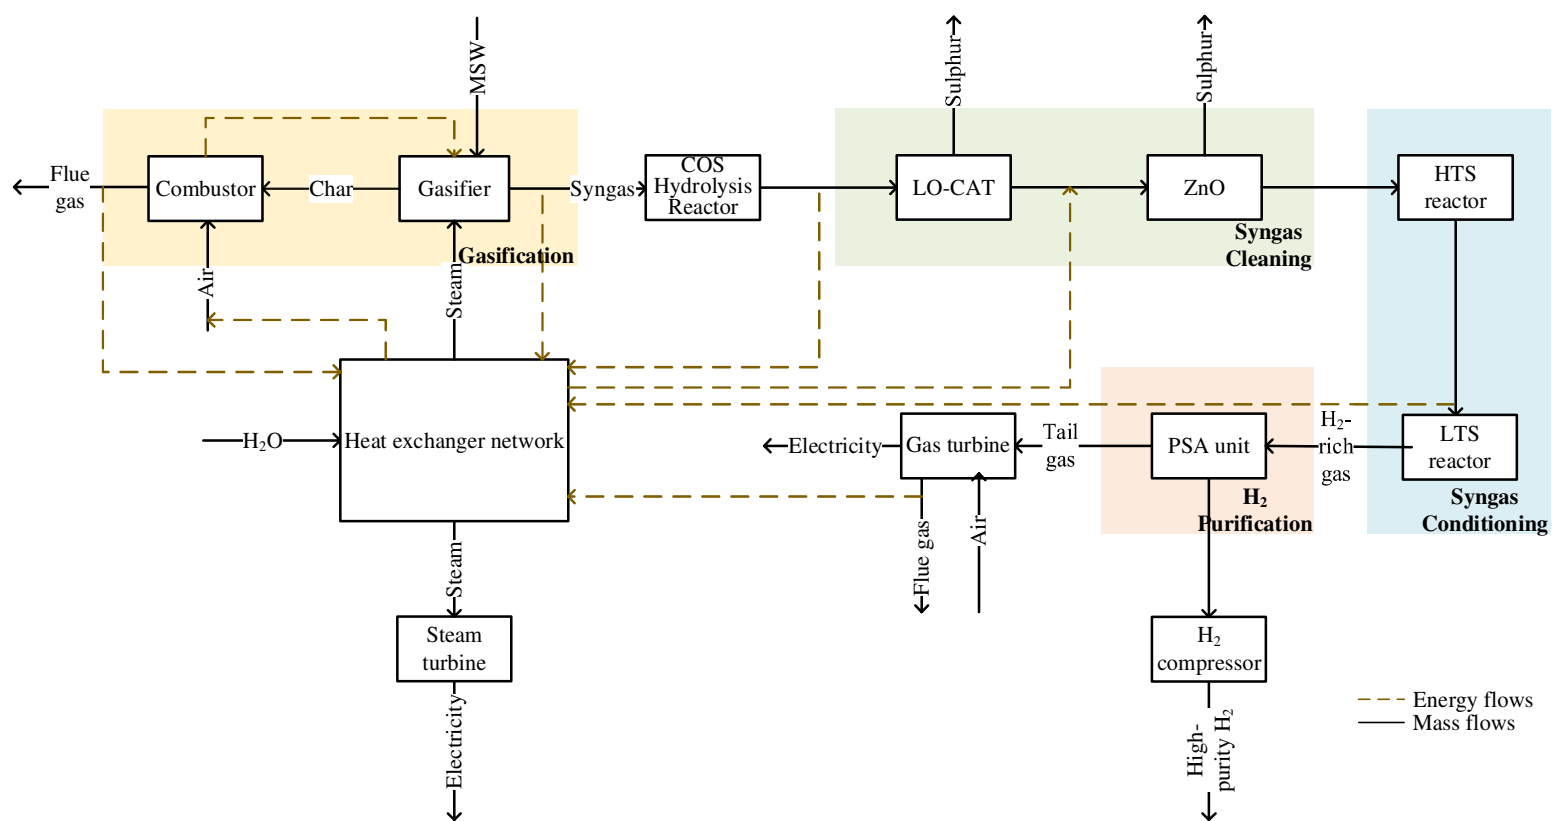 MSW
Sulphur
Sulphur
Flue
gas
Combustor
Char
Gasifier
Syngas
COS
Hydrolysis
Reactor
LO-CAT
ZnO
HTS
reactor
Gasification
Syngas
Cleaning
Air
Steam
H₂O
Heat exchanger network
Electricity
Gas turbine
Tail
gas
PSA unit
H₂-
rich
gas
LTS
reactor
H₂
Purification
Syngas
Conditioning
Flue gas
Air
Steam
Steam
turbine
H₂
compressor
Electricity
High-
purity H₂
Energy flows
Mass flows